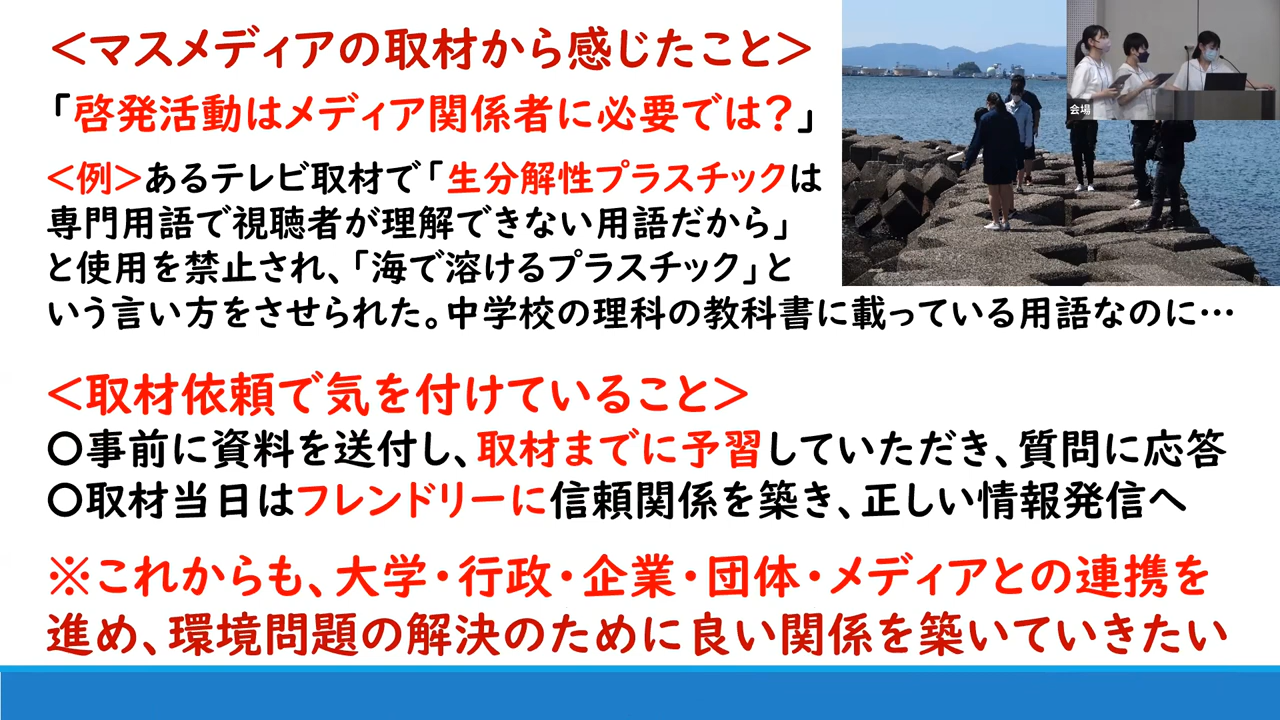 ＜マスメディアの取材から感じたこと＞
「啓発活動はメディア関係者に必要では？」
会場
＜例＞あるテレビ取材で「生分解性プラスチックは
専門用語で視聴者が理解できない用語だから」
と使用を禁止され、「海で溶けるプラスチック」と
いう言い方をさせられた。中学校の理科の教科書に載っている用語なのに…
＜取材依頼で気を付けていること＞
〇事前に資料を送付し、取材までに予習していただき、質問に応答
〇取材当日はフレンドリーに信頼関係を築き、正しい情報発信へ
※これからも、大学・行政・企業・団体・メディアとの連携を
進め、環境問題の解決のために良い関係を築いていきたい